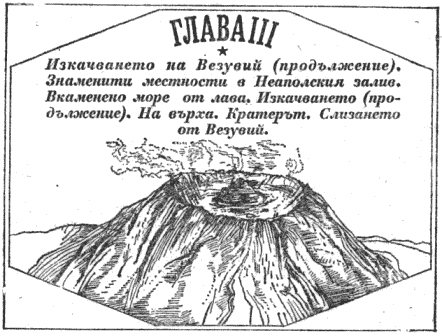 ГЛАВА III
Изкачването на Везувий (продължение).
Знаменити местности в Неаполския залив.
Вкаменено море от лава. Изкачването (про-
дължение). На върха. Кратерът. Слизането
от Везувий.